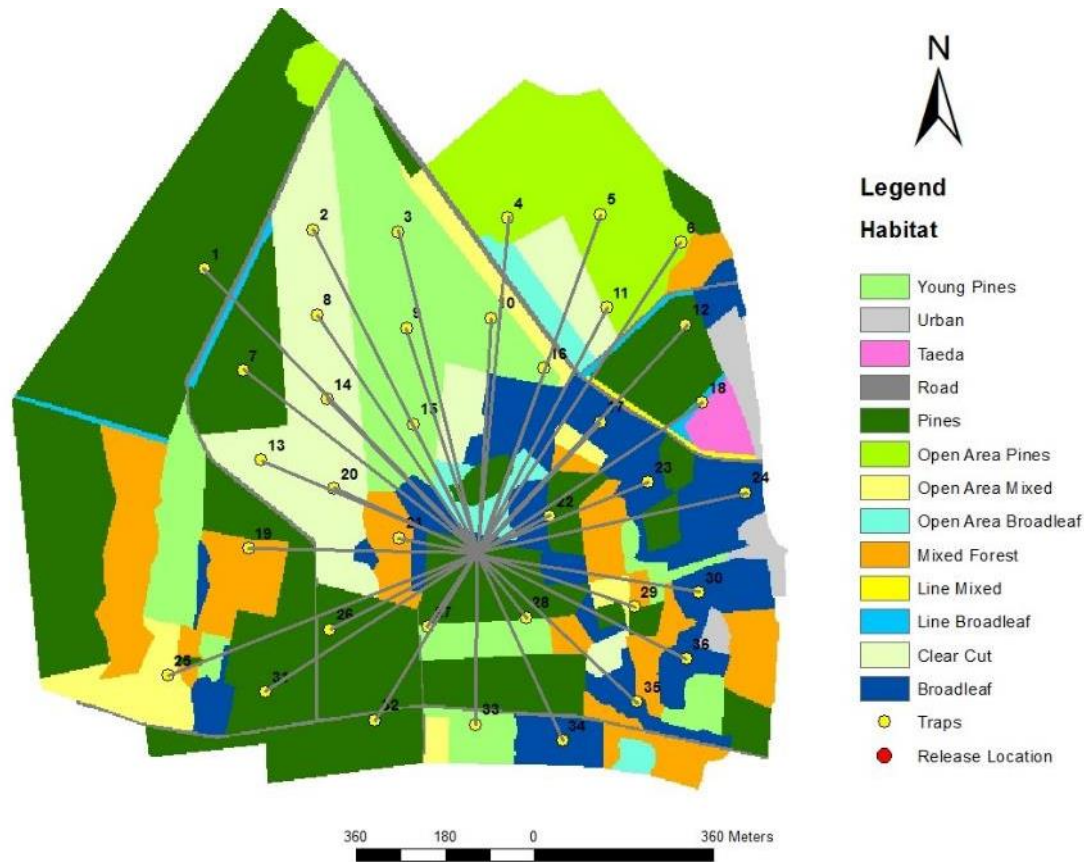 N
4
5
2
3
6
1
8
10
11
12
9
7
16
14
18
15
17
13
20
23
24
22
21
19
30
28
29
26
27
36
25
31
35
32
33
34
Legend
Habitat
Young Pines
Urban
Taeda
Road
Pines
Open Area Pines
Open Area Mixed
Open Area Broadleaf
Mixed Forest
Line Mixed
Line Broadleaf
Clear Cut
Broadleaf
Traps
Release Location
360 180 0 360 Meters